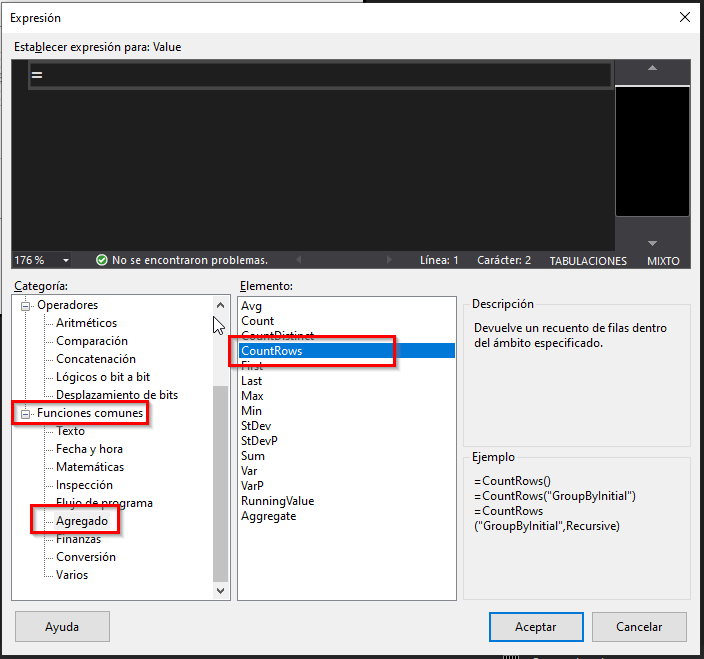 Expresión
Establecer expresión para: Value
=
176 %
No se encontraron problemas.
Línea: 1
Carácter: 2
TABULACIONES
MIXTO
Categoría:
Operadores
Aritméticos
Comparación
Concatenación
Lógicos o bit a bit
Desplazamiento de bits
Funciones comunes
Texto
Fecha y hora
Matemáticas
Inspección
Flujo de programa
Agregado
Finanzas
Conversión
Varios
Elemento:
Avg
Count
CountDistinct
CountRows
First
Last
Max
Min
StDev
StDevP
Sum
Var
VarP
RunningValue
Aggregate
Descripción
Devuelve un recuento de filas dentro
del ámbito especificado.
Ejemplo
=CountRows()
=CountRows("GroupByInitial")
=CountRows
("GroupByInitial",Recursive)
Ayuda
Aceptar
Cancelar